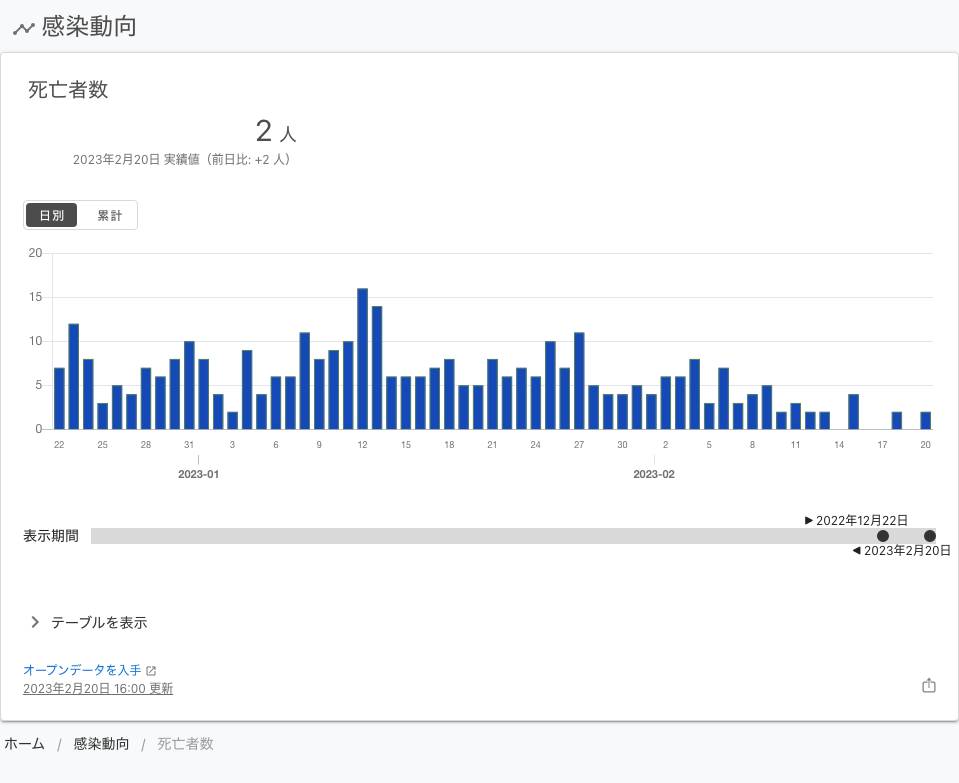 感染動向
死亡者数
2 人
2023年2月20日 実績値（前日比: +2 人）
日別 累計
20
15
10
5
0
22 25 28 31 3 6 9 12 15 18 21 24 27 30 2 5 8 11 14 17 20
2023-01 2023-02
▶ 2022年12月22日
表示期間
◀ 2023年2月20日
テーブルを表示
オープンデータを入手
2023年2月20日 16:00 更新
ホーム / 感染動向 / 死亡者数